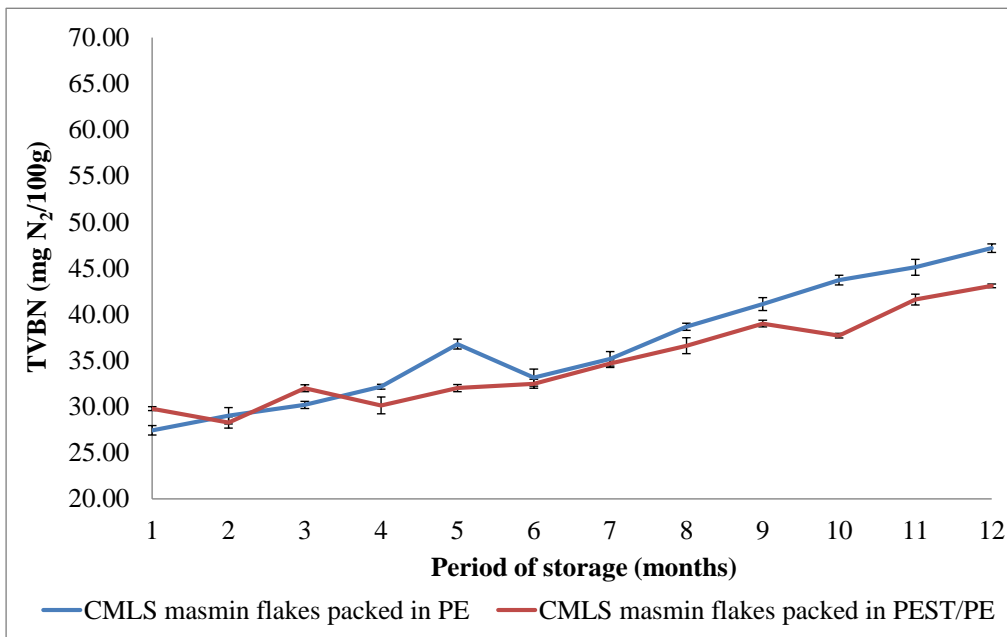 70.00
65.00
60.00
55.00
50.00
45.00
40.00
35.00
30.00
25.00
20.00
TVBN (mg N₂/100g)
1 2 3 4 5 6 7 8 9 10 11 12
Period of storage (months)
CMLS masmin flakes packed in PE CMLS masmin flakes packed in PEST/PE